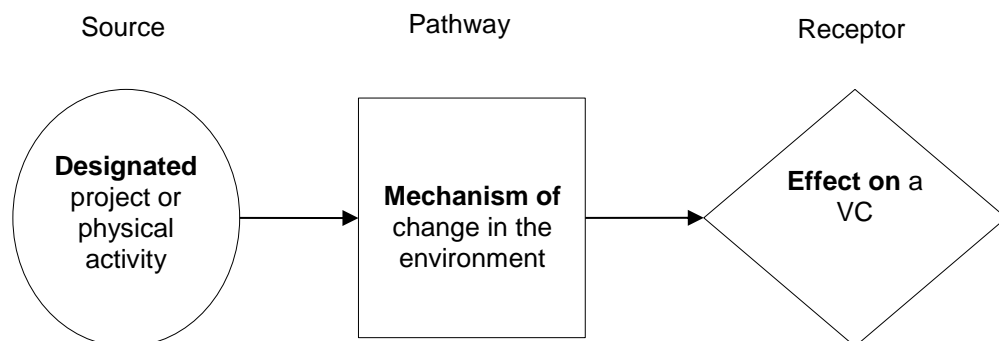 Source
Pathway
Receptor
Designated
project or
physical
activity
Mechanism of
change in the
environment
Effect on a
VC